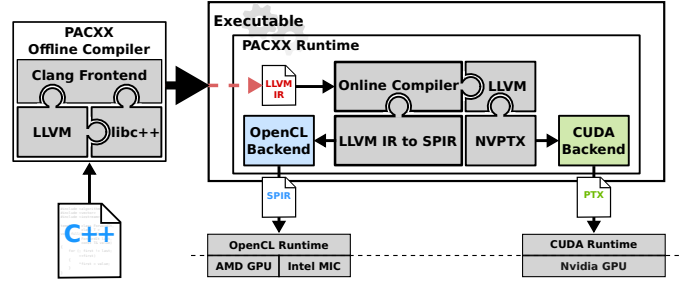 PACXX
Offline Compiler
Clang Frontend
LLVM
libc++
C++
Executable
PACXX Runtime
LLVM
IR
Online Compiler
LLVM
OpenCL
Backend
LLVM IR to SPIR
NVPTX
CUDA
Backend
SPIR
PTX
OpenCL Runtime
AMD GPU
Intel MIC
CUDA Runtime
Nvidia GPU